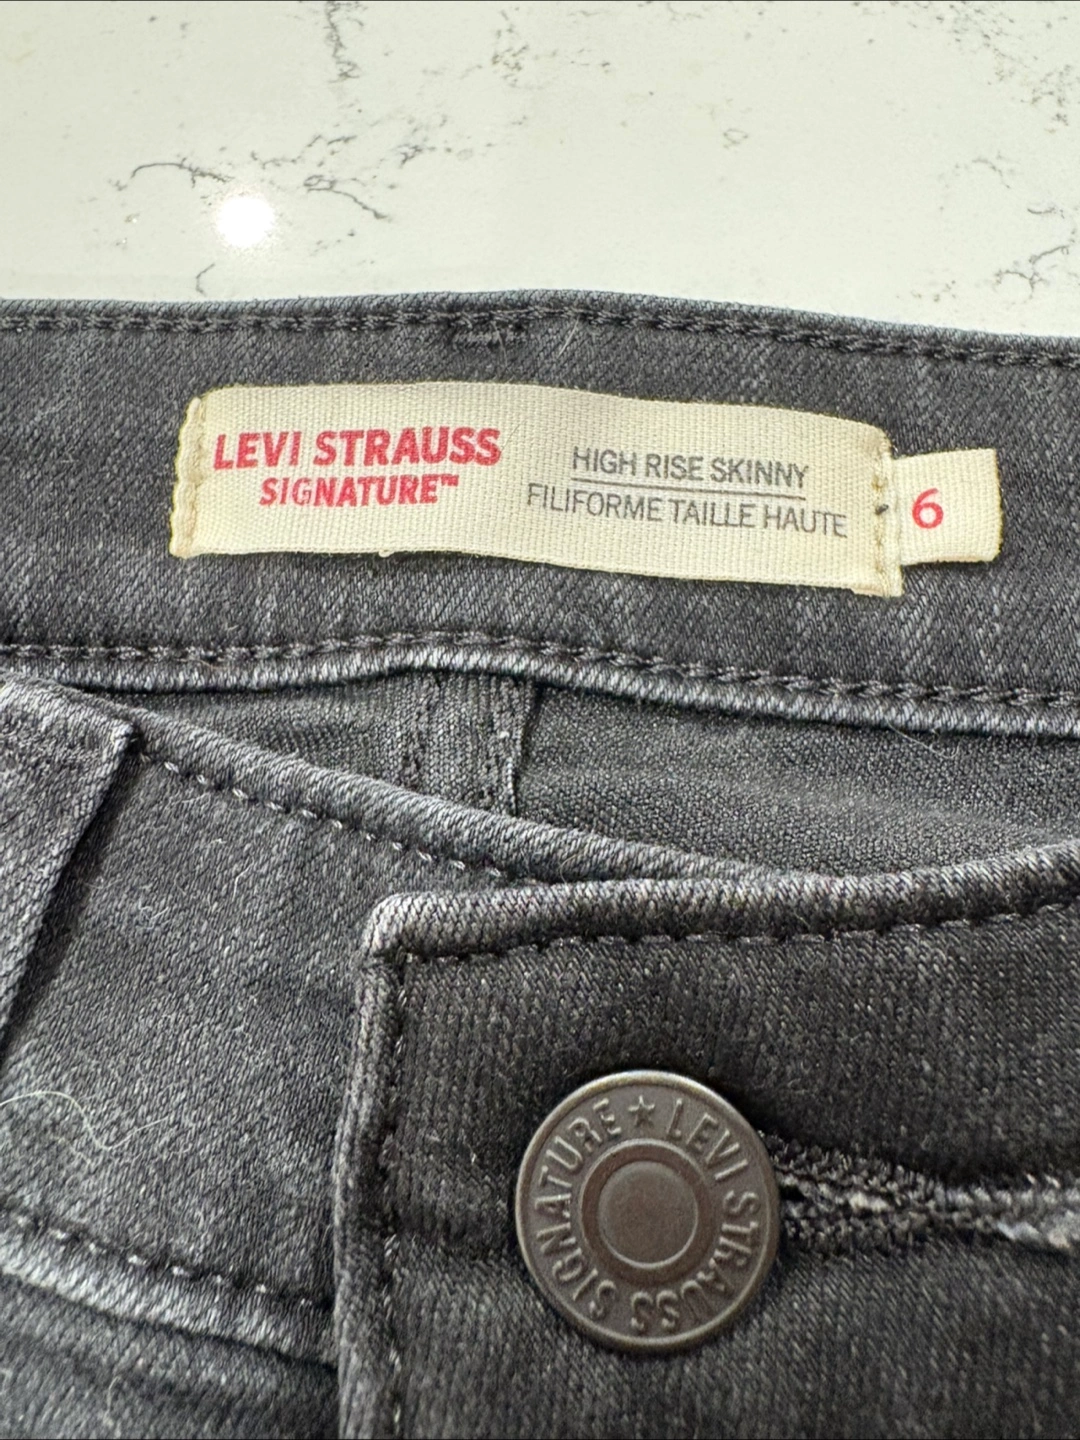 LEVI STRAUSS
SIGNATURE™
HIGH RISE SKINNY
FILIFORME TAILLE HAUTE
6
LEVI STRAUSS SIGNATURE ★